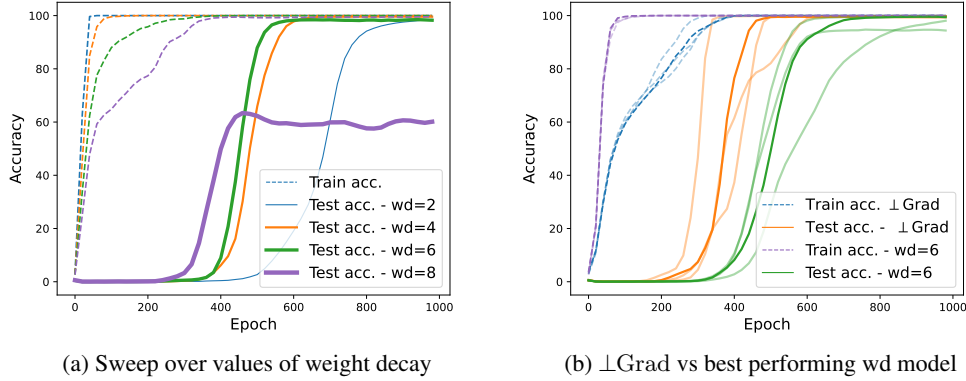 100
80
60
40
20
0
Accuracy
Train acc.
Test acc. - wd=2
Test acc. - wd=4
Test acc. - wd=6
Test acc. - wd=8
0 200 400 600 800 1000
Epoch
(a) Sweep over values of weight decay
100
80
60
40
20
0
Accuracy
Train acc. ⊥Grad
Test acc. - ⊥Grad
Train acc. - wd=6
Test acc. - wd=6
0 200 400 600 800 1000
Epoch
(b) ⊥Grad vs best performing wd model